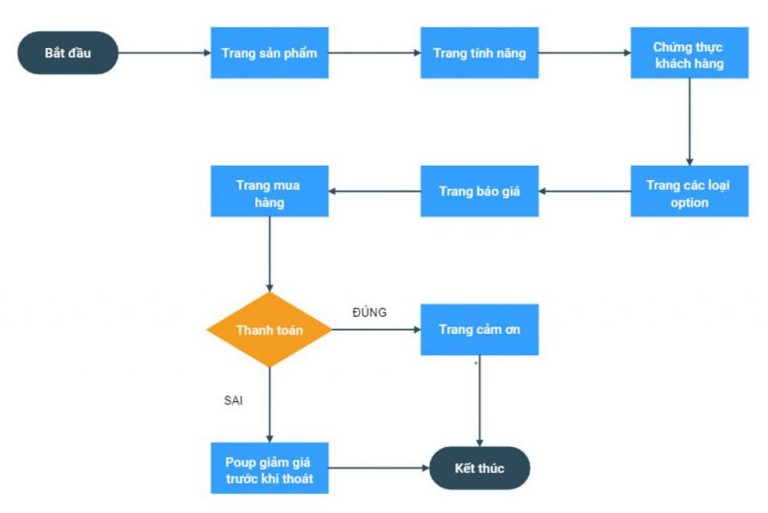 Bắt đầu
Trang sản phẩm
Trang tính năng
Chứng thực
khách hàng
Trang mua
hàng
Trang báo giá
Trang các loại
option
Thanh toán
ĐÚNG
Trang cảm ơn
SAI
Poup giảm giá
trước khi thoát
Kết thúc